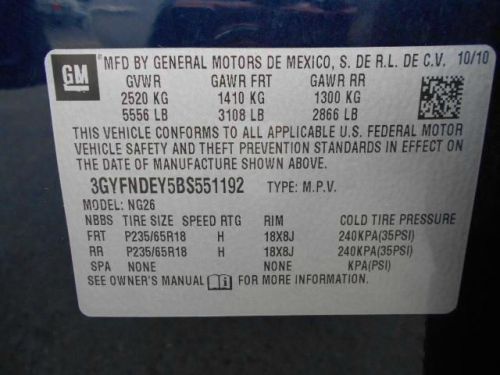 GM
MFD BY GENERAL MOTORS DE MEXICO, S. DE R.L. DE C.V. 10/10
GVWR GAWR FRT GAWR RR
2520 KG 1410 KG 1300 KG
5556 LB 3108 LB 2866 LB
THIS VEHICLE CONFORMS TO ALL APPLICABLE U.S. FEDERAL MOTOR
VEHICLE SAFETY AND THEFT PREVENTION STANDARDS IN EFFECT ON
THE DATE OF MANUFACTURE SHOWN ABOVE.
3GYFNDEY5BS551192 TYPE: M.P.V.
MODEL: NG26
NBBS TIRE SIZE SPEED RTG RIM COLD TIRE PRESSURE
FRT P235/65R18 H 18X8J 240KPA(35PSI)
RR P235/65R18 H 18X8J 240KPA(35PSI)
SPA NONE NONE KPA(PSI)
SEE OWNER'S MANUAL FOR MORE INFORMATION.